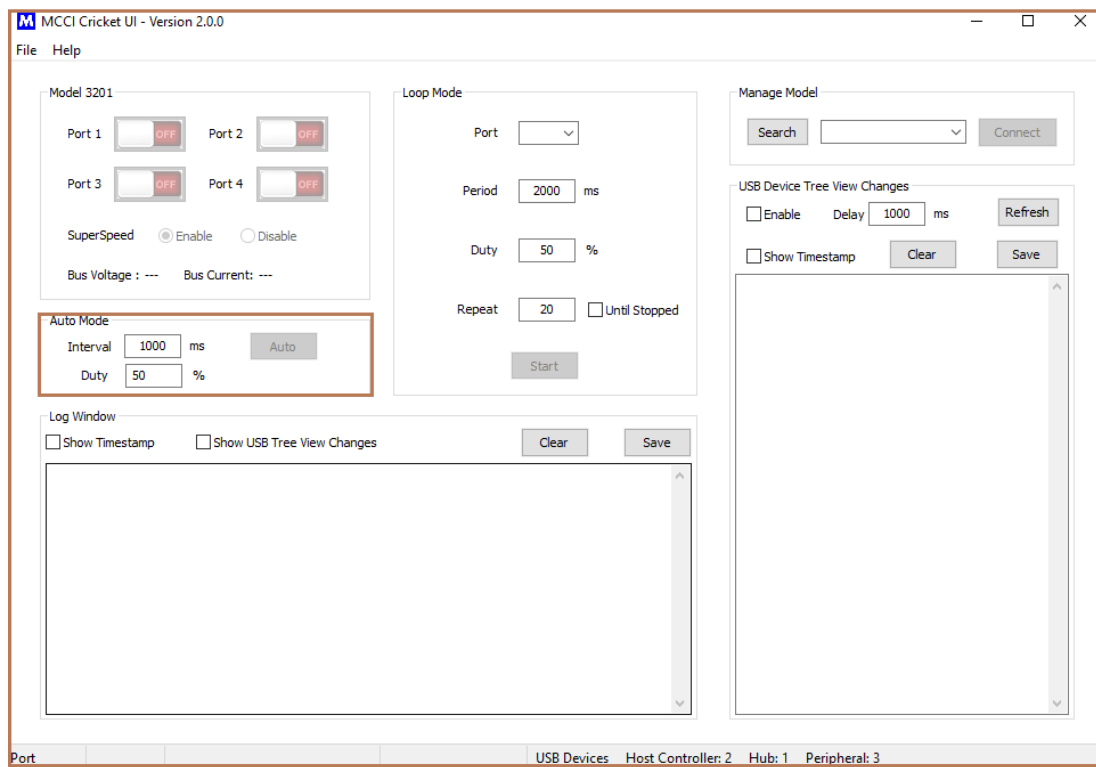 M MCCI Cricket UI - Version 2.0.0
File Help
Model 3201
Port 1 OFF Port 2 OFF
Port 3 OFF Port 4 OFF
SuperSpeed Enable Disable
Bus Voltage : --- Bus Current: ---
Auto Mode
Interval 1000 ms Auto
Duty 50 %
Loop Mode
Port
Period 2000 ms
Duty 50 %
Repeat 20 Until Stopped
Start
Manage Model
Search Connect
USB Device Tree View Changes
Enable Delay 1000 ms Refresh
Show Timestamp Clear Save
Log Window
Show Timestamp Show USB Tree View Changes Clear Save
Port USB Devices Host Controller: 2 Hub: 1 Peripheral: 3